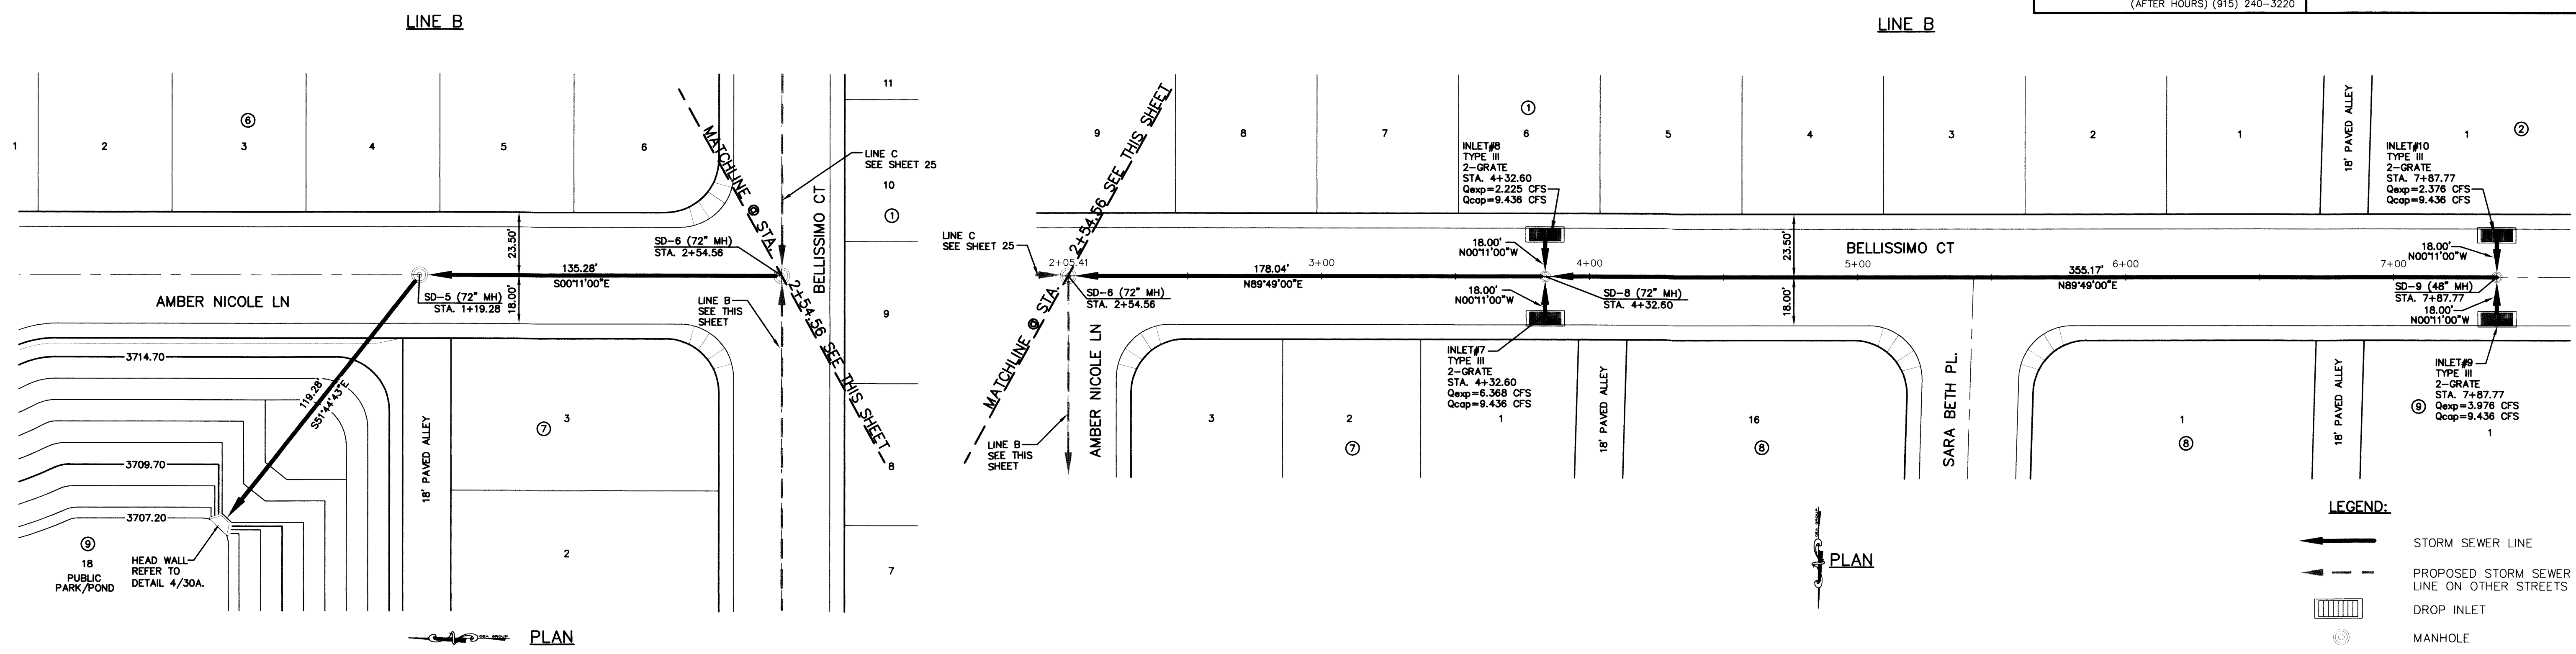 (AFTER HOURS) (915) 240-3220
LINE B
1
2
6
3
4
5
6
11
10
1
9
8
7
LINE C
SEE SHEET 25
MATCHLINE @ STA. 2+54.56 SEE THIS SHEET
BELLISSIMO CT
23.50'
18.00'
SD-6 (72" MH)
STA. 2+54.56
135.28'
S00°11'00"E
AMBER NICOLE LN
SD-5 (72" MH)
STA. 1+19.28
LINE B
SEE THIS
SHEET
3714.70
119.28'
S51°44'43"E
3709.70
3707.20
18' PAVED ALLEY
3
7
2
9
18
PUBLIC
PARK/POND
HEAD WALL
REFER TO
DETAIL 4/30A.
PLAN
LINE B
9
8
7
1
6
5
4
3
2
1
18' PAVED ALLEY
1
2
MATCHLINE @ STA. 2+54.56 SEE THIS SHEET
INLET#8
TYPE III
2-GRATE
STA. 4+32.60
Qexp=2.225 CFS
Qcap=9.436 CFS
INLET#10
TYPE III
2-GRATE
STA. 7+87.77
Qexp=2.376 CFS
Qcap=9.436 CFS
LINE C
SEE SHEET 25
18.00'
N00°11'00"W
23.50'
BELLISSIMO CT
18.00'
N00°11'00"W
2+05.41
3+00
4+00
5+00
6+00
7+00
178.04'
N89°49'00"E
355.17'
N89°49'00"E
SD-6 (72" MH)
STA. 2+54.56
18.00'
N00°11'00"W
SD-8 (72" MH)
STA. 4+32.60
18.00'
SD-9 (48" MH)
STA. 7+87.77
18.00'
N00°11'00"W
AMBER NICOLE LN
LINE B
SEE THIS
SHEET
INLET#7
TYPE III
2-GRATE
STA. 4+32.60
Qexp=6.368 CFS
Qcap=9.436 CFS
3
2
1
7
18' PAVED ALLEY
16
8
SARA BETH PL.
1
8
18' PAVED ALLEY
INLET#9
TYPE III
2-GRATE
STA. 7+87.77
Qexp=3.976 CFS
Qcap=9.436 CFS
9
1
PLAN
LEGEND:
STORM SEWER LINE
PROPOSED STORM SEWER
LINE ON OTHER STREETS
DROP INLET
MANHOLE